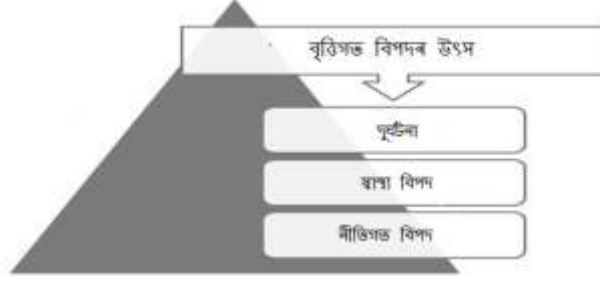 বৃত্তিগত বিপদৰ উৎস
দূৰ্ঘটনা
স্বাস্থ্য বিপদ
নীতিগত বিপদ